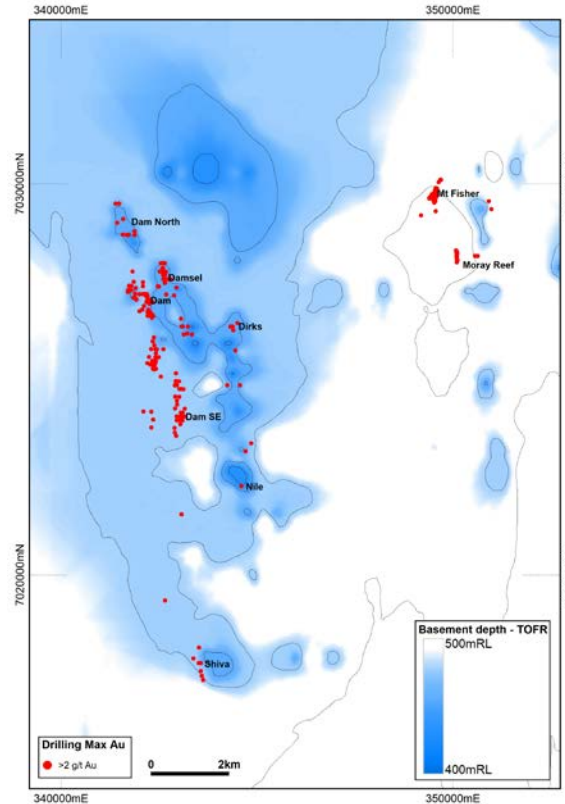 340000mE
350000mE
7030000mN
Mt Fisher
Dam North
Moray Reef
Damsel
Dam
Dirks
Dam SE
Nile
7020000mN
Shiva
Basement depth - TOFR
500mRL
400mRL
Drilling Max Au
>2 g/t Au
0 2km
340000mE
350000mE